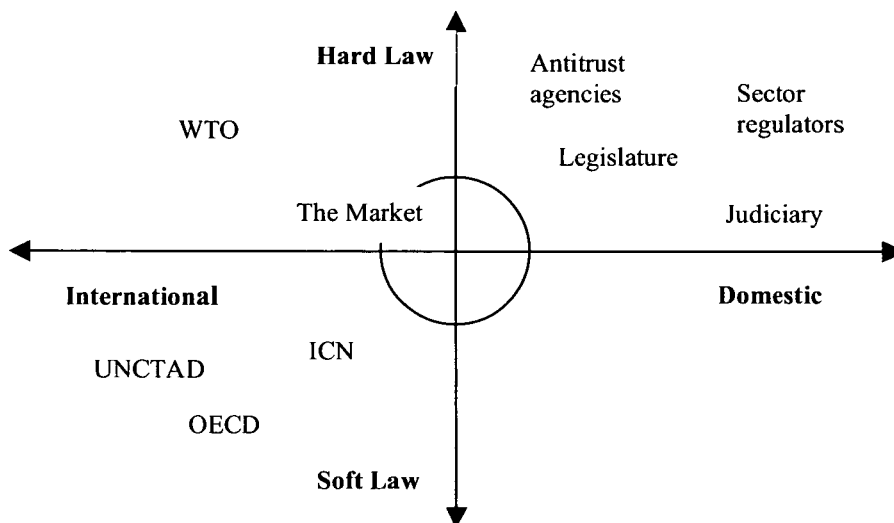 Hard Law
Antitrust
agencies
Sector
regulators
WTO
Legislature
The Market
Judiciary
International
Domestic
ICN
UNCTAD
OECD
Soft Law